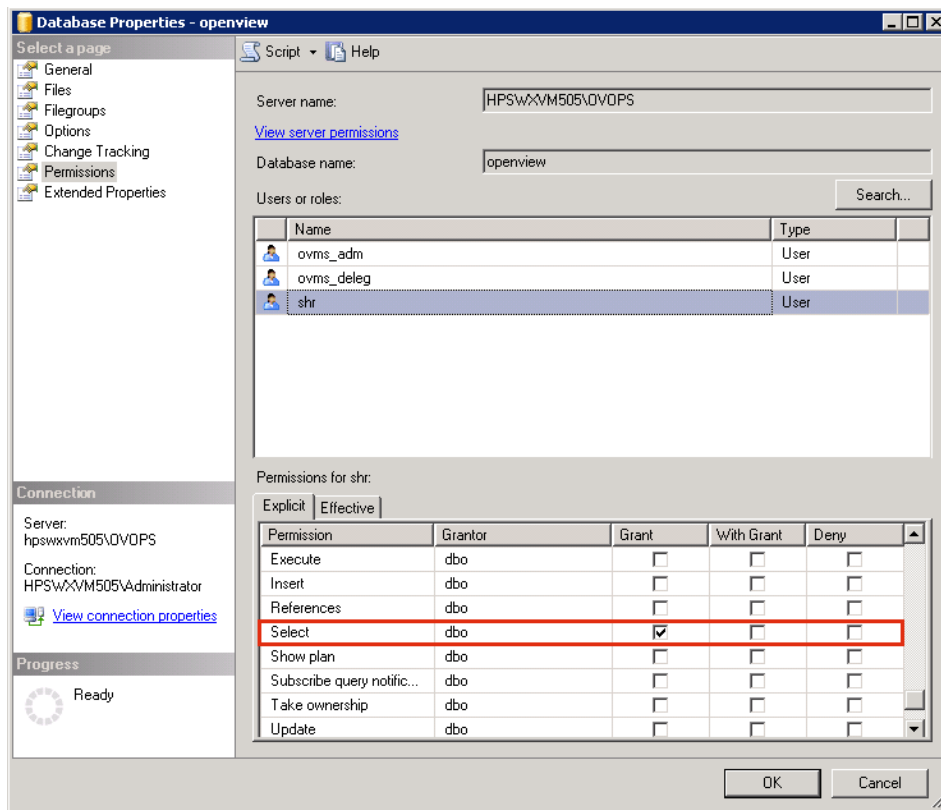 Database Properties - openview
Select a page
General
Files
Filegroups
Options
Change Tracking
Permissions
Extended Properties
Script Help
Server name: HPSWXVM505\OVOPS
View server permissions
Database name: openview
Users or roles: Search...
Name Type
ovms_adm User
ovms_deleg User
shr User
Permissions for shr:
Explicit Effective
Permission Grantor Grant With Grant Deny
Execute dbo
Insert dbo
References dbo
Select dbo
Show plan dbo
Subscribe query notific... dbo
Take ownership dbo
Update dbo
Connection
Server:
hpswxvm505\OVOPS
Connection:
HPSWXVM505\Administrator
View connection properties
Progress
Ready
OK Cancel